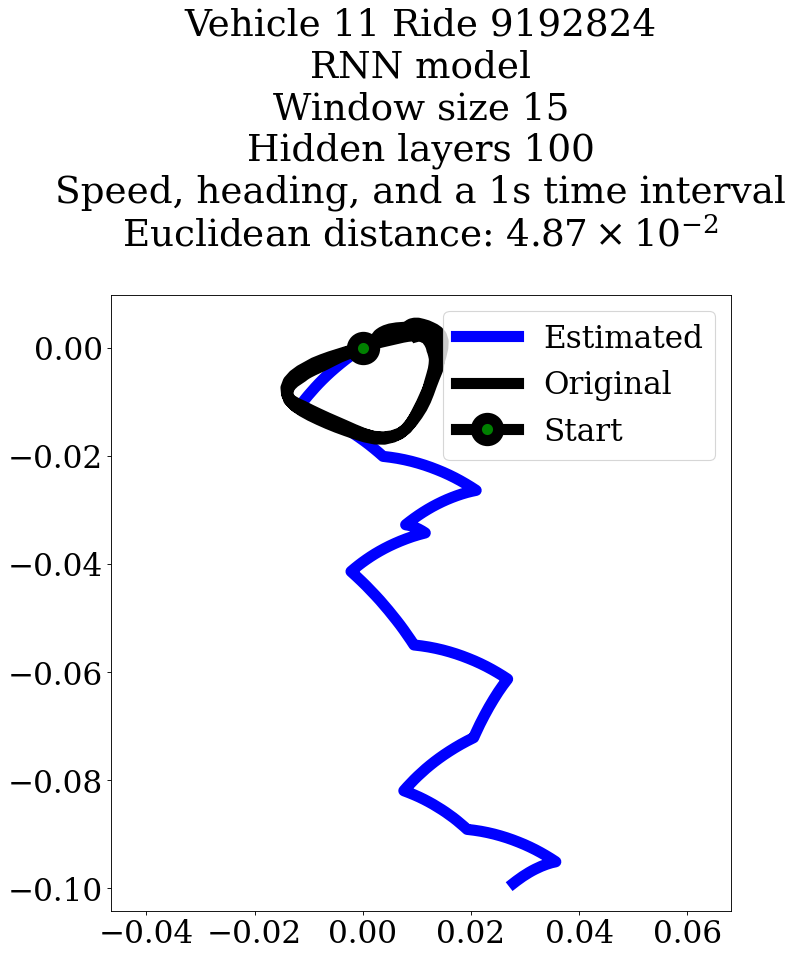 Vehicle 11 Ride 9192824
RNN model
Window size 15
Hidden layers 100
Speed, heading, and a 1s time interval
Euclidean distance: 4.87 × 10⁻²
Estimated
Original
Start
0.00
−0.02
−0.04
−0.06
−0.08
−0.10
−0.04 −0.02 0.00 0.02 0.04 0.06